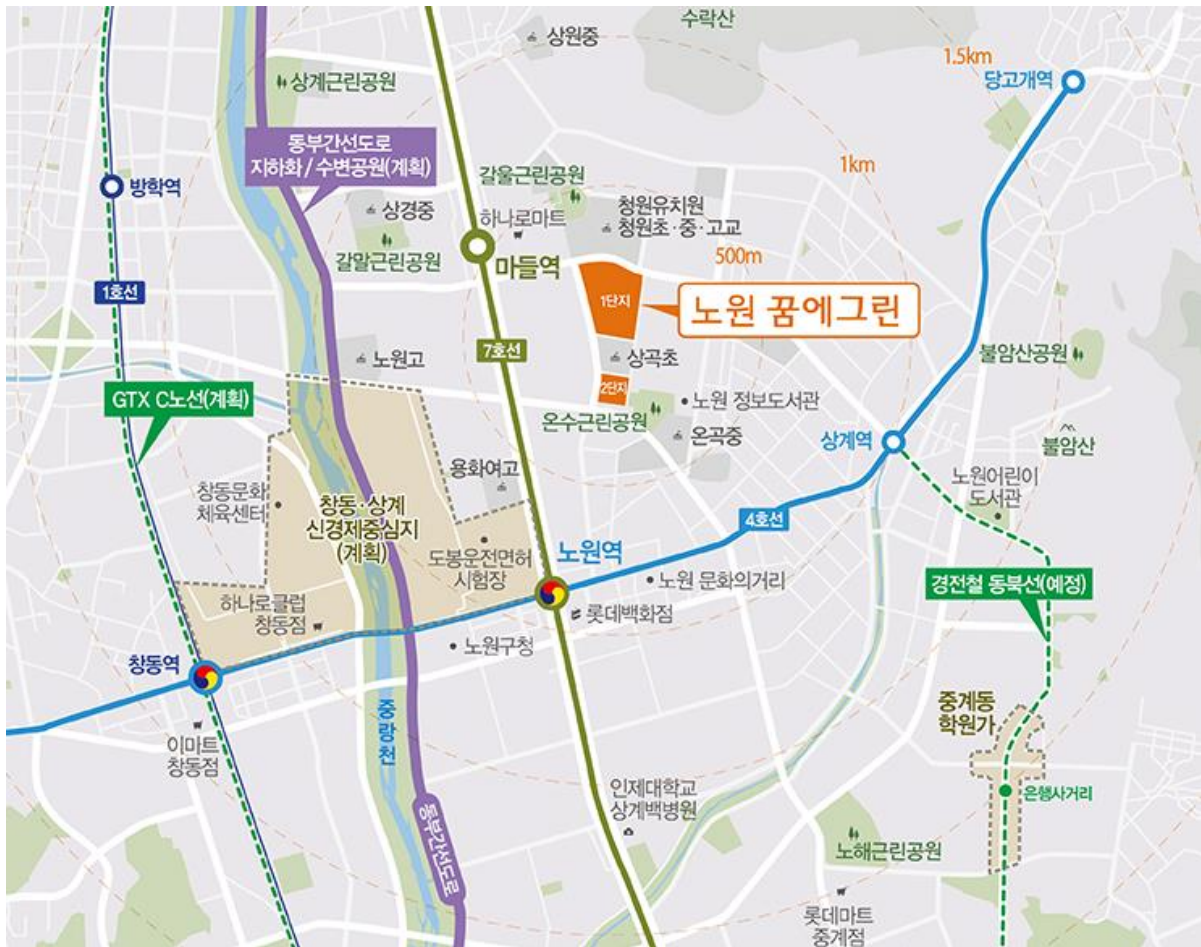 수락산
상원중
1.5km
당고개역
상계근린공원
동부간선도로
지하화 / 수변공원(계획)
방학역
갈울근린공원
1km
상경중
하나로마트
청원유치원
청원초·중·고교
갈말근린공원
마들역
500m
1호선
1단지
노원 꿈에그린
7호선
노원고
상곡초
불암산공원
GTX C노선(계획)
2단지
노원 정보도서관
온수근린공원
온곡중
상계역
불암산
용화여고
노원어린이
도서관
창동문화
체육센터
창동·상계
신경제중심지
(계획)
4호선
도봉운전면허
시험장
노원역
노원 문화의거리
경전철 동북선(예정)
하나로클럽
창동점
롯데백화점
노원구청
창동역
중계동
학원가
중랑천
이마트
창동점
인제대학교
상계백병원
은행사거리
동부간선도로
노해근린공원
롯데마트
중계점